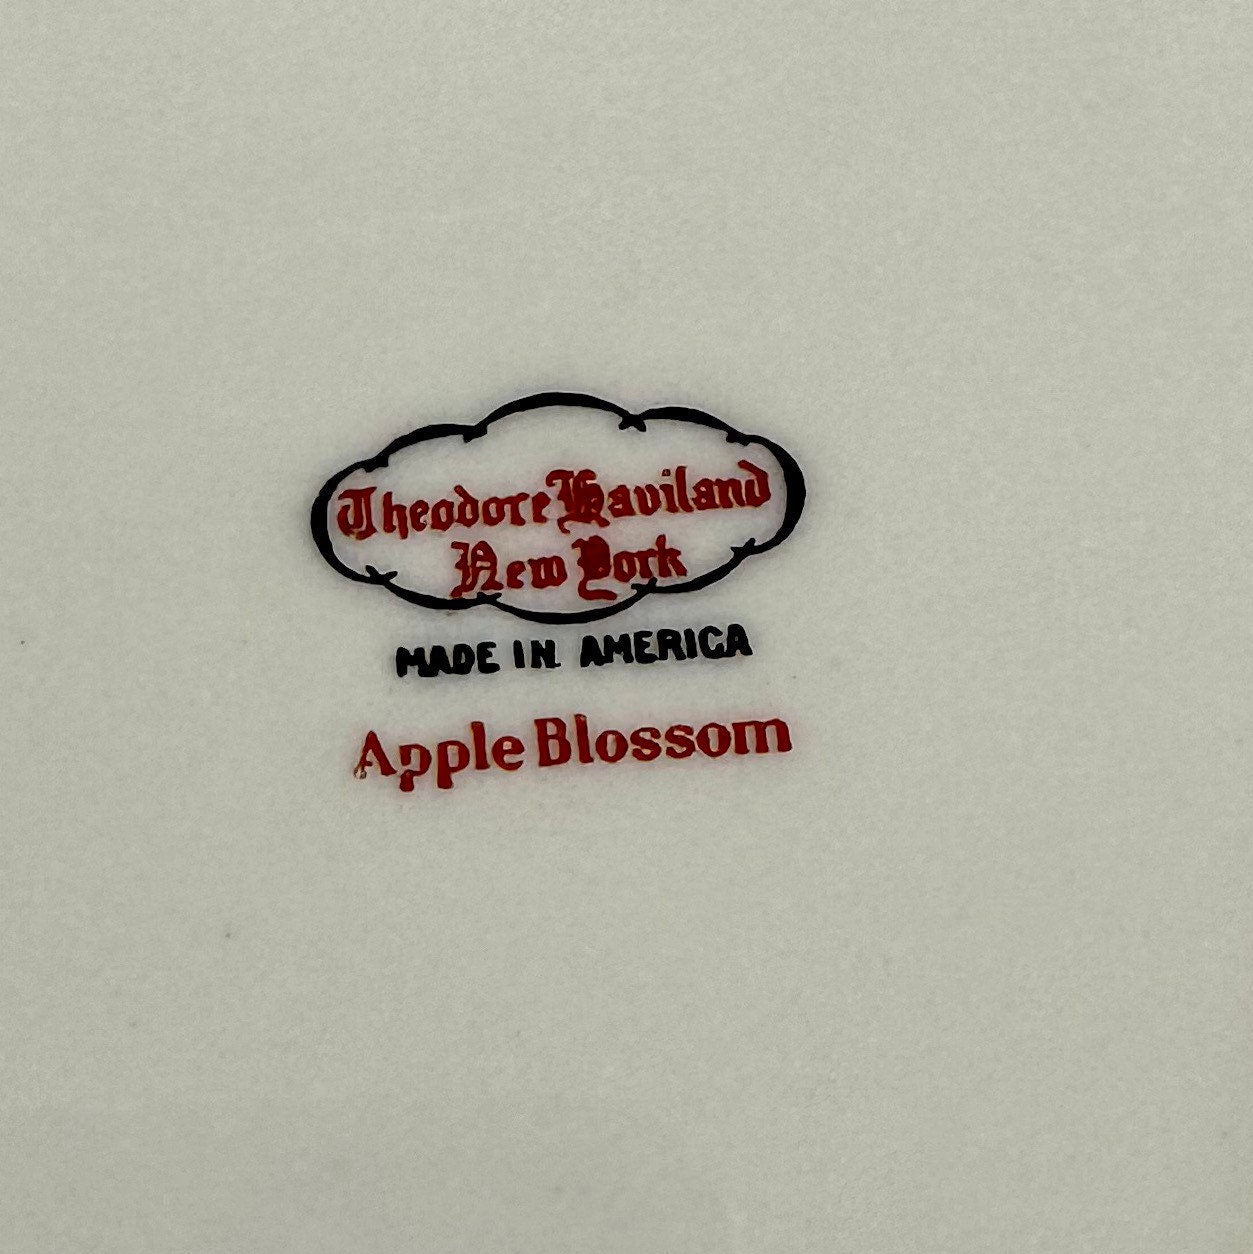 Theodore Haviland
New York
MADE IN AMERICA
Apple Blossom